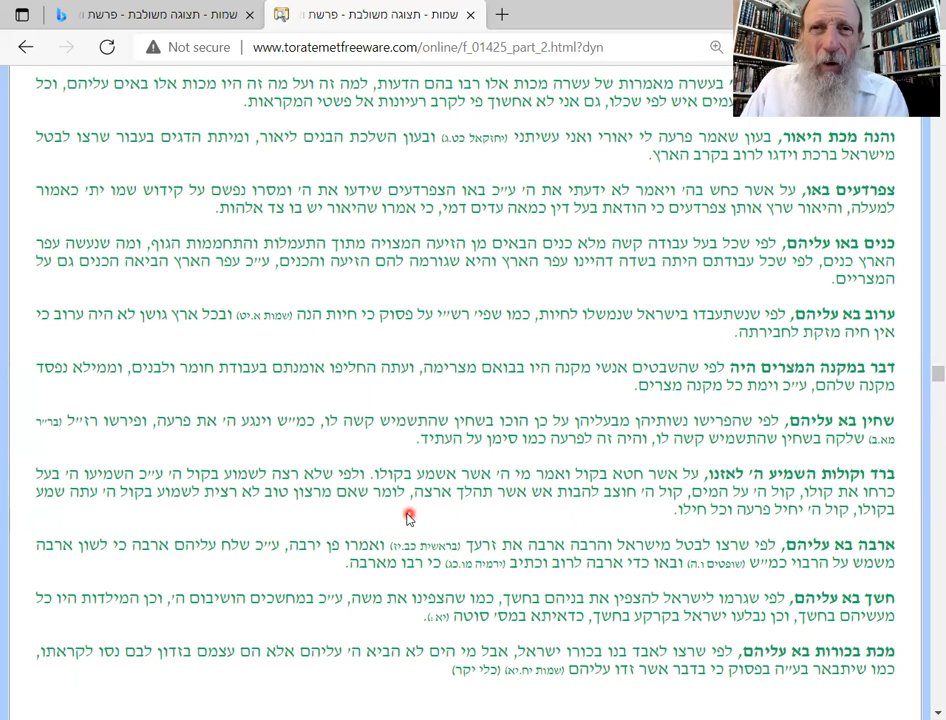 שמות - תצוגה משולבת - פרשת ו
שמות - תצוגה משולבת - פרשת ו
Not secure | www.toratemetfreeware.com/online/f_01425_part_2.html?dyn
בעשרה מאמרות של עשרה מכות אלו רבו בהם הדעות, למה זה ועל מה זה היו מכות אלו באים עליהם, וכל
עמים איש לפי שכלו, גם אני לא אחשוך פי לקרב רעיונות אל פשטי המקראות.
והנה מכת היאור, בעון שאמר פרעה לי יאורי ואני עשיתני (יחזקאל כט.ג) ובעון השלכת הבנים ליאור, ומיתת הדגים בעבור שרצו לבטל
מישראל ברכת וידגו לרוב בקרב הארץ.
צפרדעים באו, על אשר כחש בה' ויאמר לא ידעתי את ה' ע"כ באו הצפרדעים שידעו את ה' ומסרו נפשם על קידוש שמו ית' כאמור
למעלה, והיאור שרץ אותן צפרדעים כי הודאת בעל דין כמאה עדים דמי, כי אמרו שהיאור יש בו צד אלהות.
כנים באו עליהם, לפי שכל בעל עבודה קשה מלא כנים הבאים מן הזיעה המצויה מתוך התעמלות והתחממות הגוף, ומה שנעשה עפר
הארץ כנים, לפי שכל עבודתם היתה בשדה דהיינו עפר הארץ והיא שגורמה להם הזיעה והכנים, ע"כ עפר הארץ הביאה הכנים גם על
המצריים.
ערוב בא עליהם, לפי שנשתעבדו בישראל שנמשלו לחיות, כמו שפי' רש"י על פסוק כי חיות הנה (שמות א.יט) ובכל ארץ גושן לא היה ערוב כי
אין חיה מזקת לחבירתה.
דבר במקנה המצרים היה לפי שהשבטים אנשי מקנה היו בבואם מצרימה, ועתה החליפו אומנתם בעבודת חומר ולבנים, וממילא נפסד
מקנה שלהם, ע"כ וימת כל מקנה מצרים.
שחין בא עליהם, לפי שהפרישו נשותיהן מבעליהן על כן הוכו בשחין שהתשמיש קשה לו, כמ"ש וינגע ה' את פרעה, ופירשו רז"ל (בר"ר
מא.ב) שלקה בשחין שהתשמיש קשה לו, והיה זה לפרעה כמו סימן על העתיד.
ברד וקולות השמיע ה' לאזנו, על אשר חטא בקול ואמר מי ה' אשר אשמע בקולו. ולפי שלא רצה לשמוע בקול ה' ע"כ השמיעו ה' בעל
כרחו את קולו, קול ה' על המים, קול ה' חוצב להבות אש אשר תהלך ארצה, לומר שאם מרצון טוב לא רצית לשמוע בקול ה' עתה שמע
בקולו, קול ה' יחיל פרעה וכל חילו.
ארבה בא עליהם, לפי שרצו לבטל מישראל והרבה ארבה את זרעך (בראשית כב.יז) ואמרו פן ירבה, ע"כ שלח עליהם ארבה כי לשון ארבה
משמש על הרבוי כמ"ש (שופטים ו.ה) ובאו כדי ארבה לרוב וכתיב (ירמיה מו.כג) כי רבו מארבה.
חשך בא עליהם, לפי שגרמו לישראל להצפין את בניהם בחשך, כמו שהצפינו את משה, ע"כ במחשכים הושיבום ה', וכן המילדות היו כל
מעשיהם בחשך, וכן נבלעו ישראל בקרקע בחשך, כדאיתא במס' סוטה (יא:).
מכת בכורות בא עליהם, לפי שרצו לאבד בנו בכורו ישראל, אבל מי הים לא הביא ה' עליהם אלא הם עצמם בזדון לבם נסו לקראתו,
כמו שיתבאר בע"ה בפסוק כי בדבר אשר זדו עליהם (שמות יח.יא) (כלי יקר)